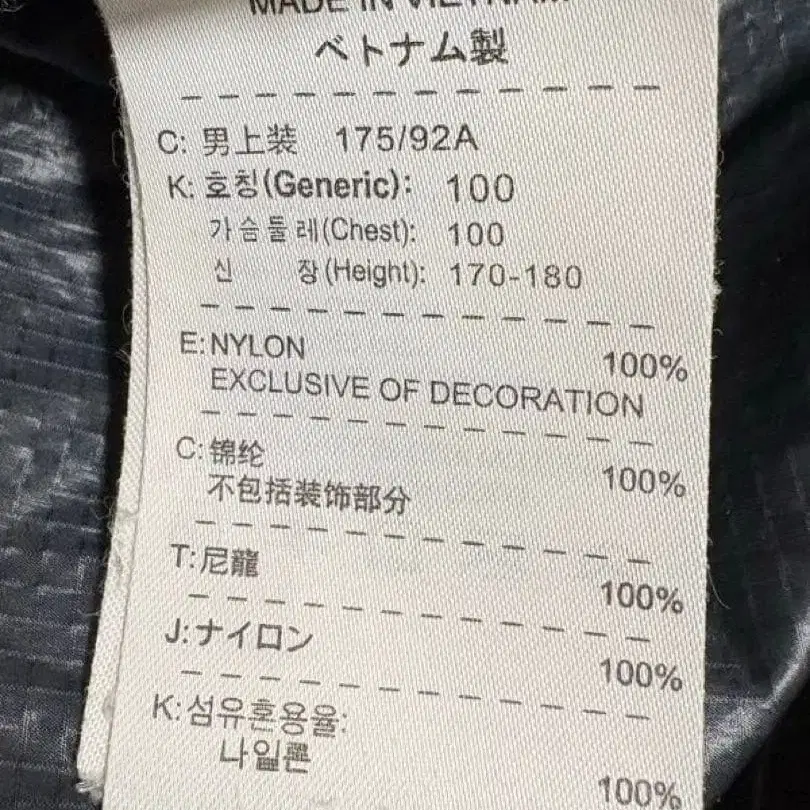 MADE IN VIETNAM
ベトナム製
C: 男上装 175/92A
K: 호칭(Generic): 100
가슴둘레(Chest): 100
신 장(Height): 170-180
E: NYLON 100%
EXCLUSIVE OF DECORATION
C: 锦纶 100%
不包括装饰部分
T: 尼龍 100%
J: ナイロン 100%
K: 섬유혼용율:
나일론 100%